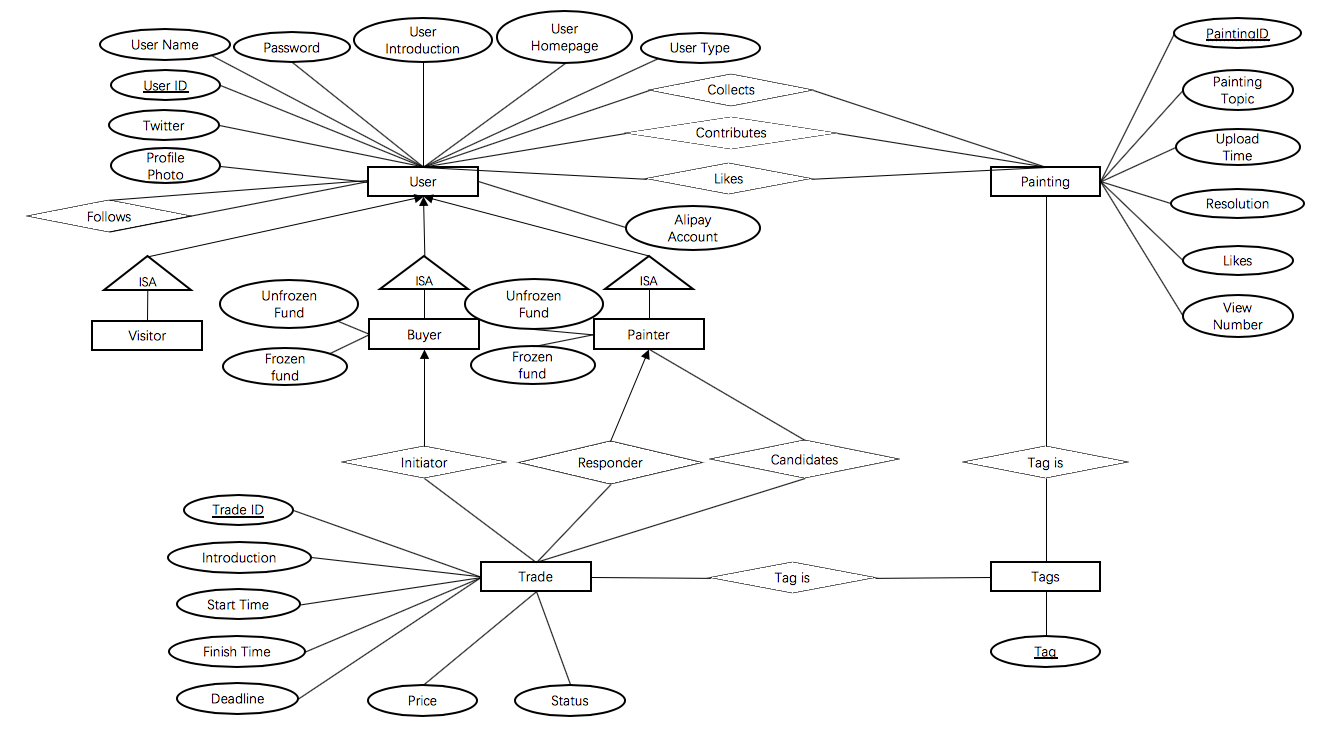 User Name
Password
User
Introduction
User
Homepage
User Type
PaintingID
User ID
Collects
Painting
Topic
Twitter
Contributes
Upload
Time
Profile
Photo
User
Likes
Painting
Resolution
Follows
Alipay
Account
Likes
ISA
ISA
ISA
Unfrozen
Fund
Unfrozen
Fund
View
Number
Visitor
Buyer
Painter
Frozen
fund
Frozen
fund
Initiator
Responder
Candidates
Tag is
Trade ID
Introduction
Trade
Tag is
Tags
Start Time
Finish Time
Tag
Deadline
Price
Status